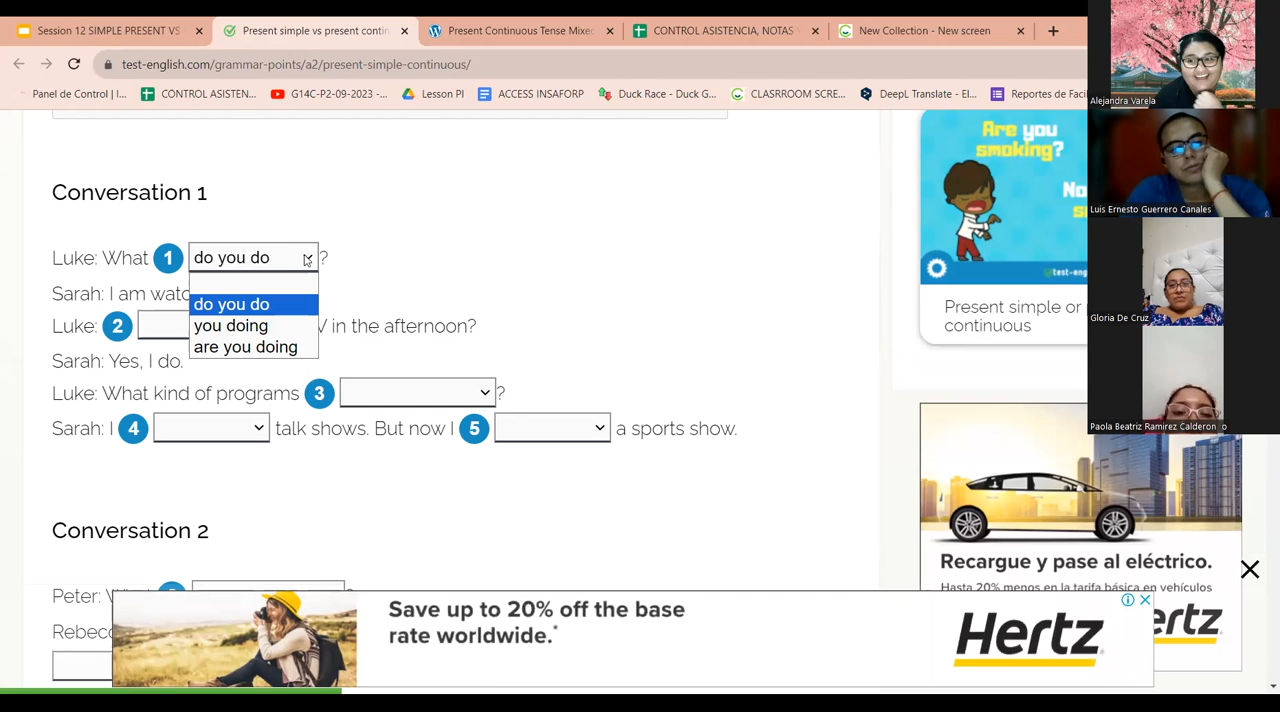 Session 12 SIMPLE PRESENT VS
Present simple vs present contin
Present Continuous Tense Mixed
CONTROL ASISTENCIA, NOTAS
New Collection - New screen
test-english.com/grammar-points/a2/present-simple-continuous/
Panel de Control | I...
CONTROL ASISTEN...
G14C-P2-09-2023 -...
Lesson Pl
ACCESS INSAFORP
Duck Race - Duck G...
CLASRROOM SCRE...
DeepL Translate - El...
Reportes de Facil
Alejandra Varela
Luis Ernesto Guerrero Canales
Gloria De Cruz
Paola Beatriz Ramirez Calderon
Are you
smoking?
No
Present simple or
continuous
Conversation 1
Luke: What 1 do you do ?
do you do
you doing
are you doing
Sarah: I am watc
Luke: 2 V in the afternoon?
Sarah: Yes, I do.
Luke: What kind of programs 3 ?
Sarah: I 4 talk shows. But now I 5 a sports show.
Conversation 2
Peter:
Rebecc
Recargue y pase al eléctrico.
Hasta 20% menos en la tarifa básica en vehículos
Save up to 20% off the base
rate worldwide.*
Hertz
ertz